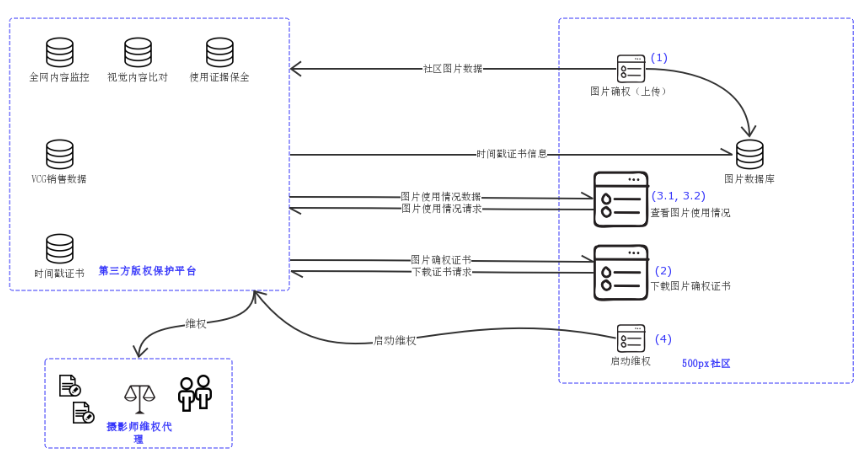 全网内容监控
视觉内容比对
使用证据保全
VCG销售数据
时间戳证书
第三方版权保护平台
社区图片数据
(1)
图片确权（上传）
时间戳证书信息
图片数据库
图片使用情况数据
图片使用情况请求
(3.1, 3.2)
查看图片使用情况
图片确权证书
下载证书请求
(2)
下载图片确权证书
维权
启动维权
(4)
启动维权
500px社区
摄影师维权代
理